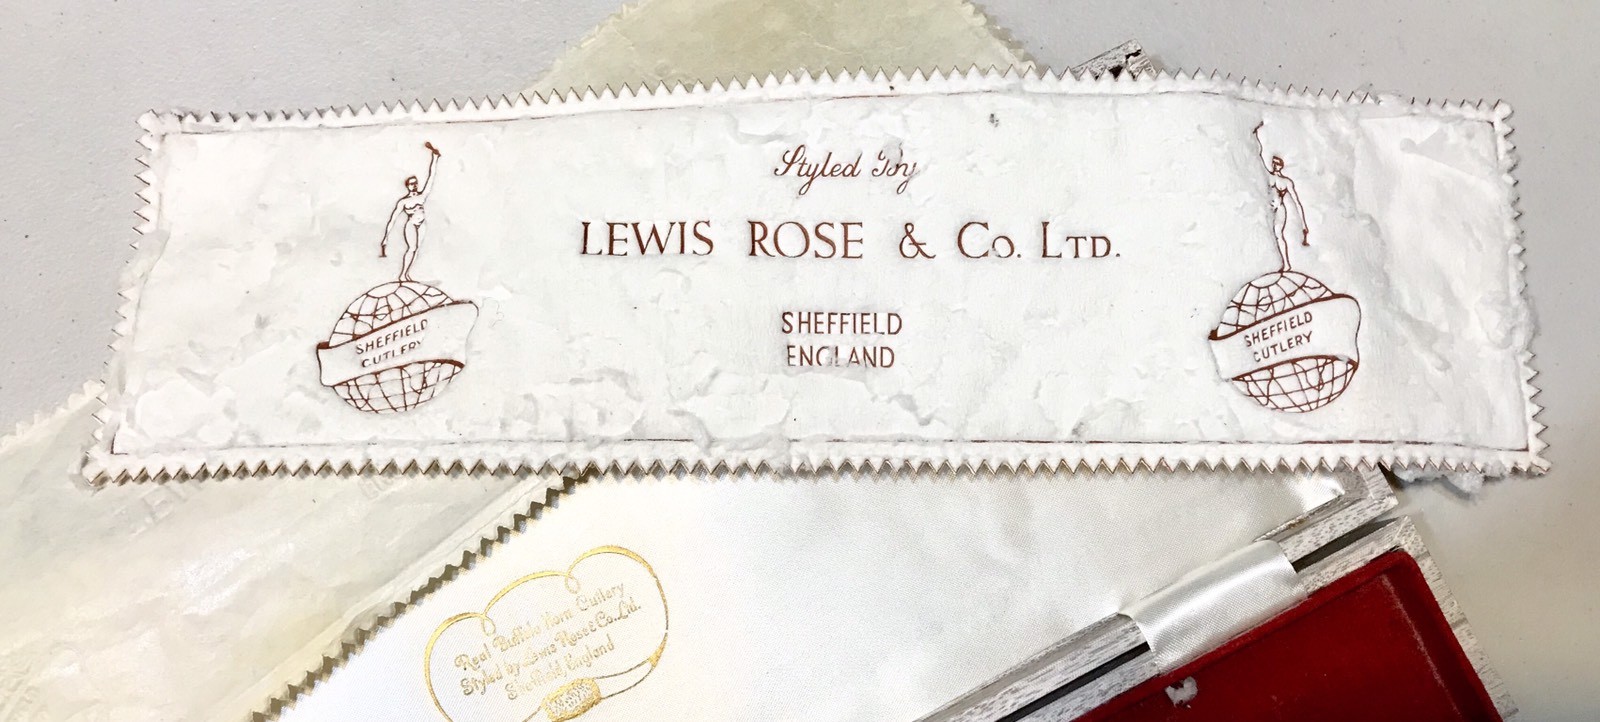 Styled By
LEWIS ROSE & Co. LTD.
SHEFFIELD
ENGLAND
SHEFFIELD
CUTLERY
SHEFFIELD
CUTLERY
Real Buffalo Horn Cutlery
Styled by Lewis Rose & Co. Ltd.
Sheffield, England